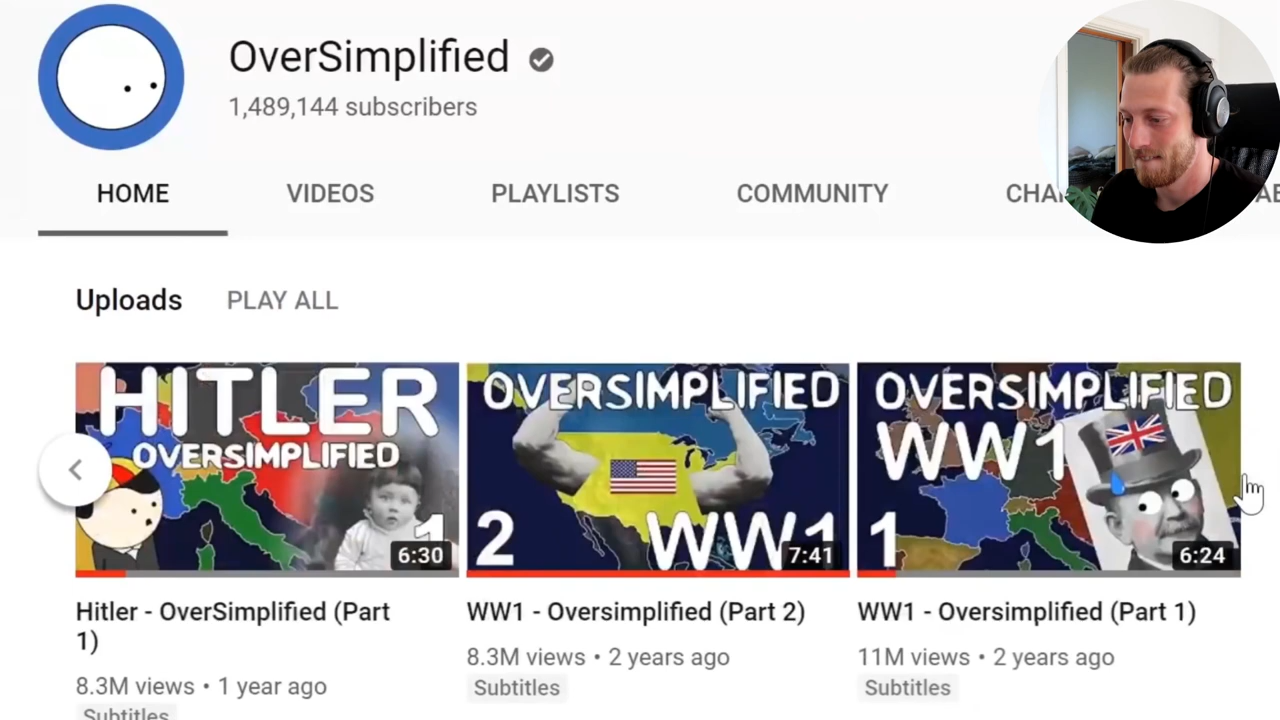 OverSimplified
1,489,144 subscribers
HOME VIDEOS PLAYLISTS COMMUNITY
Uploads PLAY ALL
HITLER
OVERSIMPLIFIED
1
6:30
OVERSIMPLIFIED
2 WW1
7:41
OVERSIMPLIFIED
WW1
1
6:24
Hitler - OverSimplified (Part
1)
8.3M views • 1 year ago
Subtitles
WW1 - Oversimplified (Part 2)
8.3M views • 2 years ago
Subtitles
WW1 - Oversimplified (Part 1)
11M views • 2 years ago
Subtitles